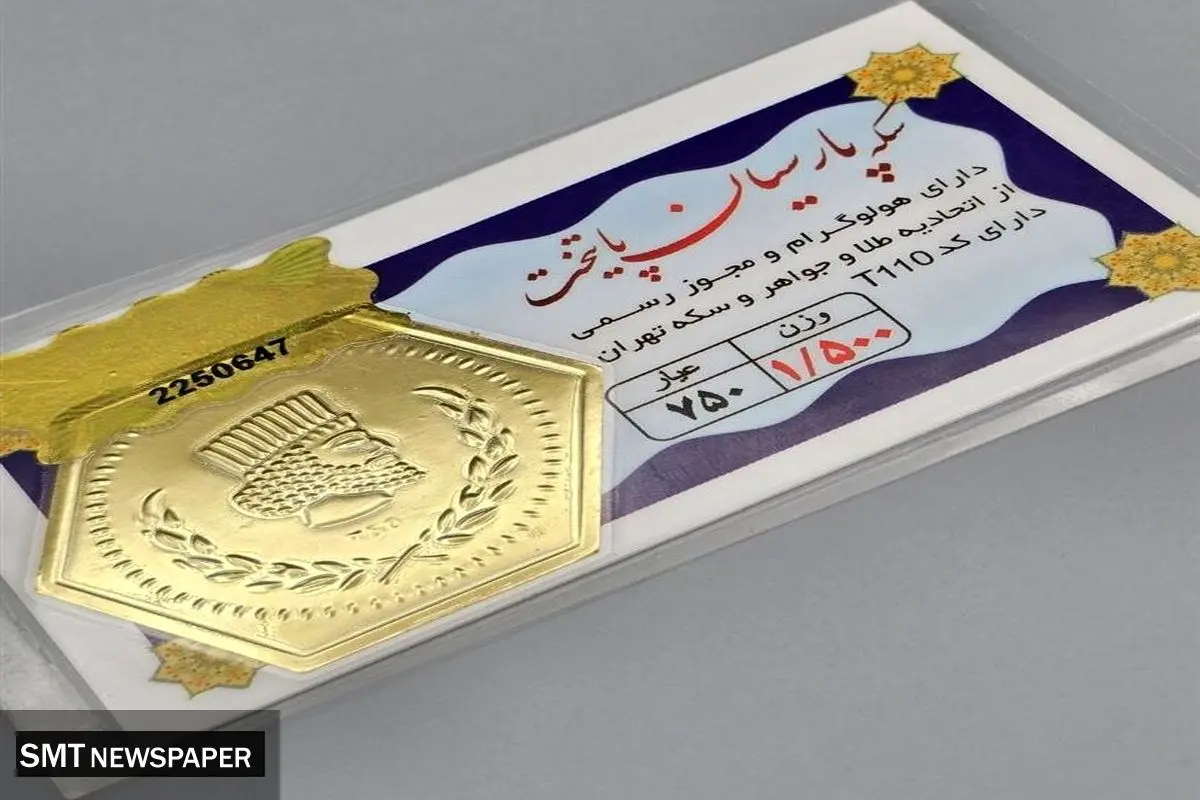 سکه پارسیان پایتخت
دارای هولوگرام و مجوز رسمی
از اتحادیه طلا و جواهر و سکه تهران
دارای کد T110
وزن
عیار
۱/۵۰۰
۷۵۰
2250647
750
SMT NEWSPAPER